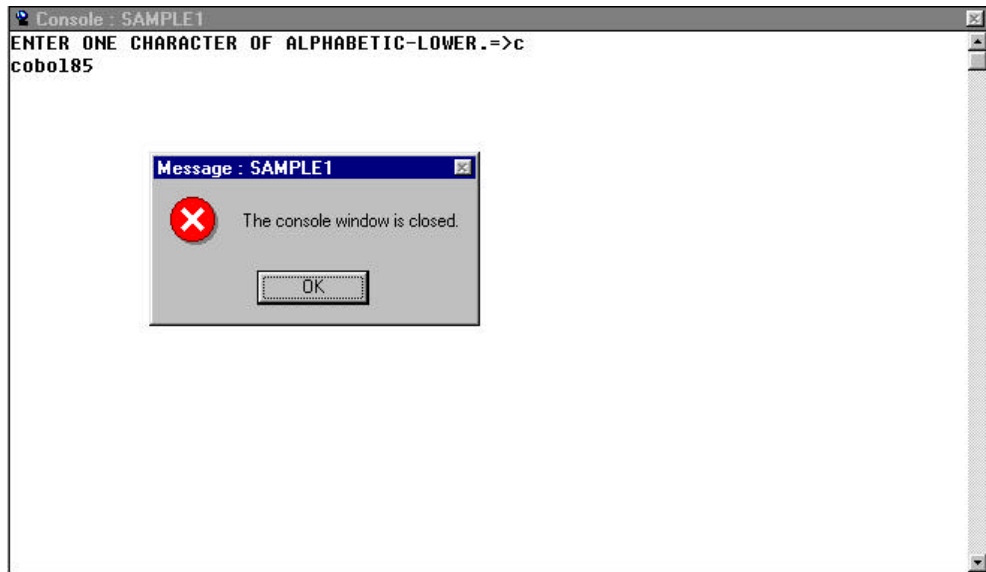 Console : SAMPLE1
ENTER ONE CHARACTER OF ALPHABETIC-LOWER.=>c
cobol85
Message : SAMPLE1
The console window is closed.
OK